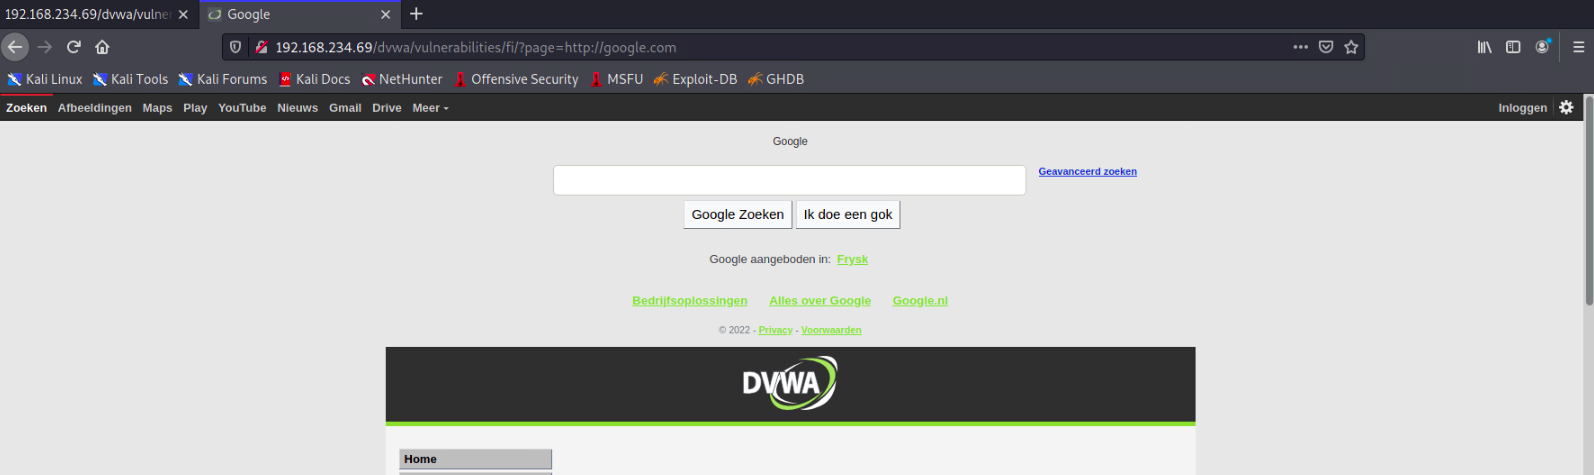 192.168.234.69/dvwa/vulner
Google
192.168.234.69/dvwa/vulnerabilities/fi/?page=http://google.com
Kali Linux Kali Tools Kali Forums Kali Docs NetHunter Offensive Security MSFU Exploit-DB GHDB
Zoeken Afbeeldingen Maps Play YouTube Nieuws Gmail Drive Meer Inloggen
Google
Geavanceerd zoeken
Google Zoeken Ik doe een gok
Google aangeboden in: Frysk
Bedrijfsoplossingen Alles over Google Google.nl
© 2022 - Privacy - Voorwaarden
DVWA
Home